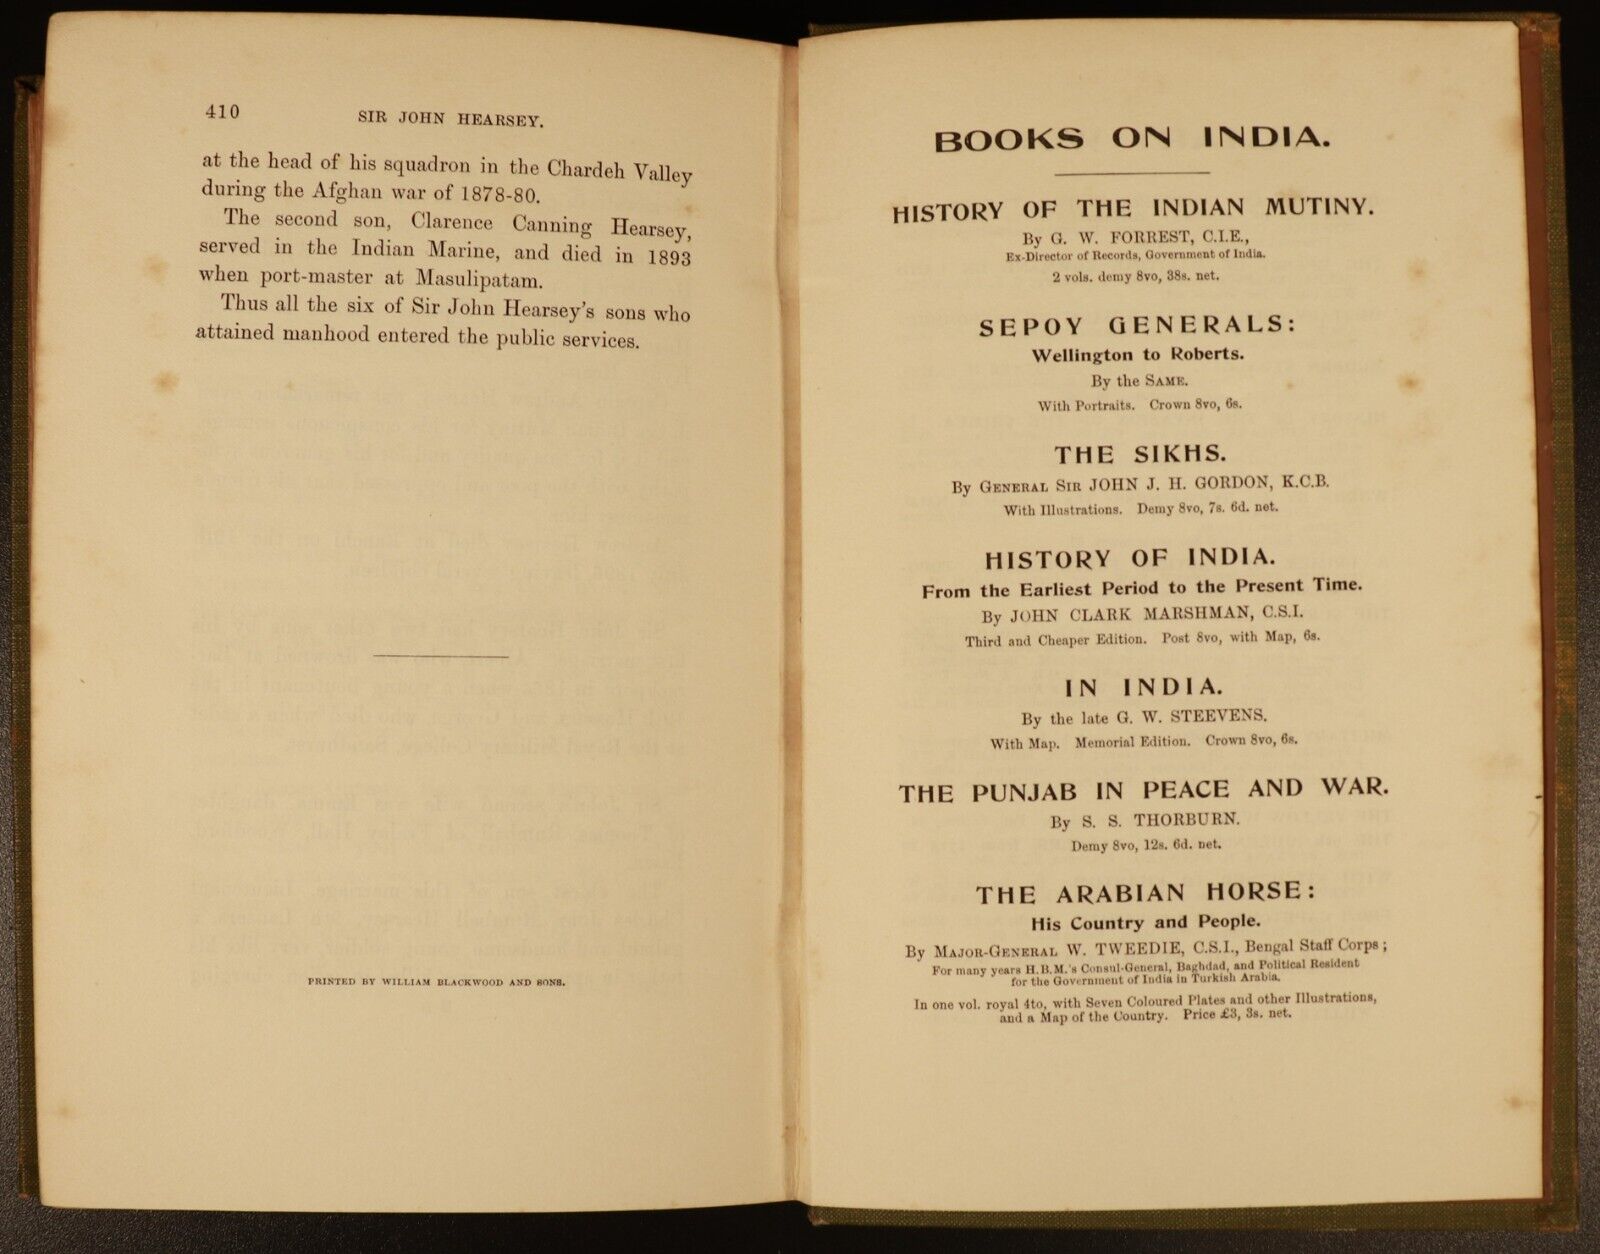 410
SIR JOHN HEARSEY.
at the head of his squadron in the Chardeh Valley
during the Afghan war of 1878-80.
The second son, Clarence Canning Hearsey,
served in the Indian Marine, and died in 1893
when port-master at Masulipatam.
Thus all the six of Sir John Hearsey's sons who
attained manhood entered the public services.
PRINTED BY WILLIAM BLACKWOOD AND SONS.
BOOKS ON INDIA.
HISTORY OF THE INDIAN MUTINY.
By G. W. FORREST, C.I.E.,
Ex-Director of Records, Government of India.
2 vols. demy 8vo, 38s. net.
SEPOY GENERALS:
Wellington to Roberts.
By the SAME.
With Portraits. Crown 8vo, 6s.
THE SIKHS.
By GENERAL SIR JOHN J. H. GORDON, K.C.B.
With Illustrations. Demy 8vo, 7s. 6d. net.
HISTORY OF INDIA.
From the Earliest Period to the Present Time.
By JOHN CLARK MARSHMAN, C.S.I.
Third and Cheaper Edition. Post 8vo, with Map, 6s.
IN INDIA.
By the late G. W. STEEVENS.
With Map. Memorial Edition. Crown 8vo, 6s.
THE PUNJAB IN PEACE AND WAR.
By S. S. THORBURN.
Demy 8vo, 12s. 6d. net.
THE ARABIAN HORSE:
His Country and People.
By MAJOR-GENERAL W. TWEEDIE, C.S.I., Bengal Staff Corps;
For many years H.B.M.'s Consul-General, Baghdad, and Political Resident
for the Government of India in Turkish Arabia.
In one vol. royal 4to, with Seven Coloured Plates and other Illustrations,
and a Map of the Country. Price £3, 3s. net.